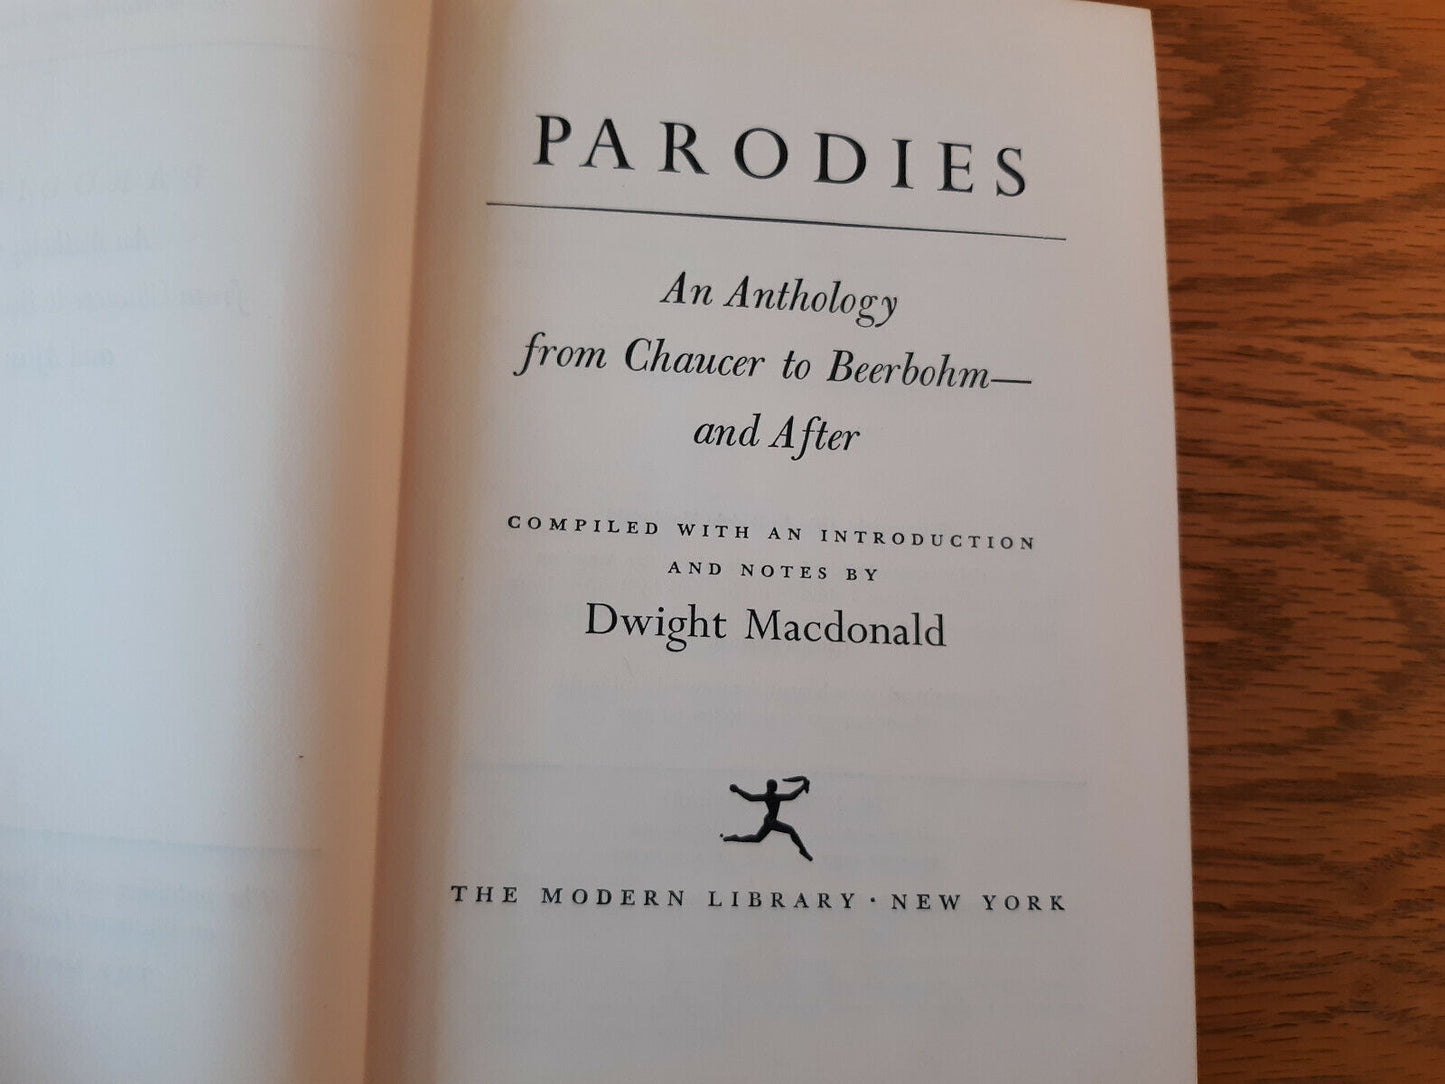 PARODIES
An Anthology
from Chaucer to Beerbohm—
and After
COMPILED WITH AN INTRODUCTION
AND NOTES BY
Dwight Macdonald
THE MODERN LIBRARY · NEW YORK